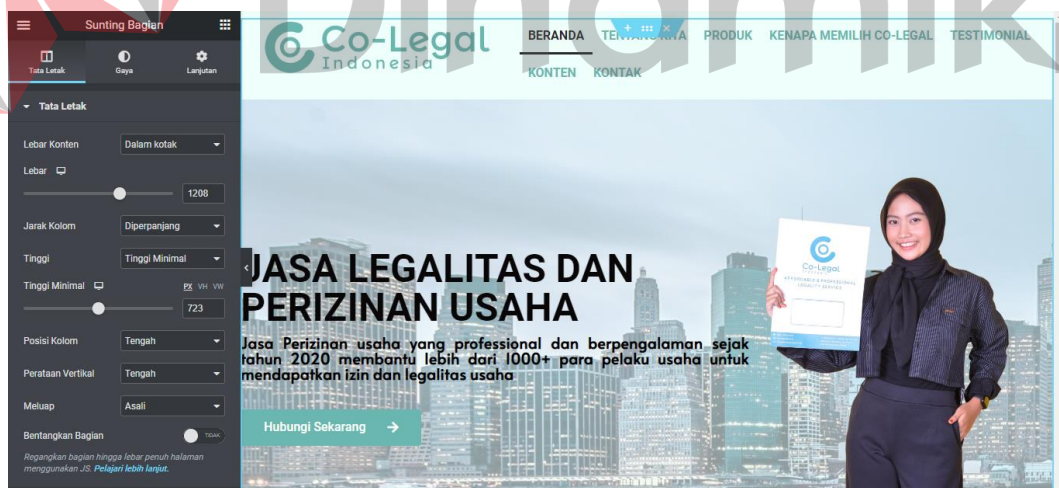 Dinamik
Sunting Bagian
Tata Letak
Gaya
Lanjutan
Tata Letak
Lebar Konten
Dalam kotak
Lebar
1208
Jarak Kolom
Diperpanjang
Tinggi
Tinggi Minimal
Tinggi Minimal
PX VH VW
723
Posisi Kolom
Tengah
Perataan Vertikal
Tengah
Meluap
Asali
Bentangkan Bagian
TIDAK
Regangkan bagian hingga lebar penuh halaman
menggunakan JS. Pelajari lebih lanjut.
Co-Legal
Indonesia
BERANDA
TENTANG KITA
PRODUK
KENAPA MEMILIH CO-LEGAL
TESTIMONIAL
KONTEN
KONTAK
JASA LEGALITAS DAN
PERIZINAN USAHA
Jasa Perizinan usaha yang professional dan berpengalaman sejak
tahun 2020 membantu lebih dari 1000+ para pelaku usaha untuk
mendapatkan izin dan legalitas usaha
Hubungi Sekarang →
Co-Legal